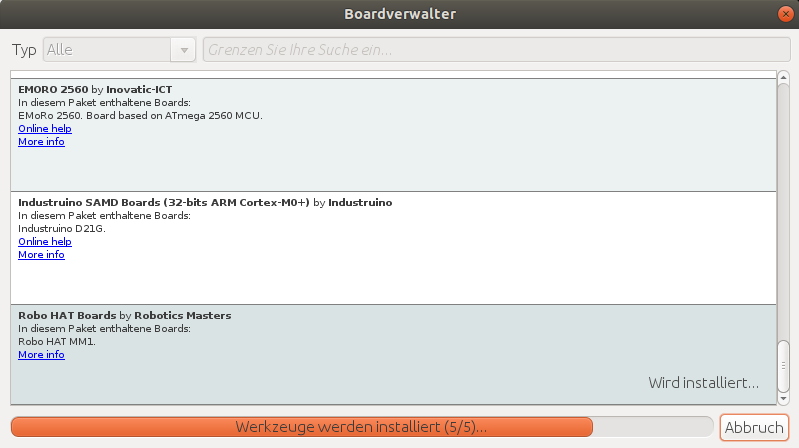 Boardverwalter
Typ Alle Grenzen Sie Ihre Suche ein...
EMORO 2560 by Inovatic-ICT
In diesem Paket enthaltene Boards:
EMoRo 2560. Board based on ATmega 2560 MCU.
Online help
More info
Industruino SAMD Boards (32-bits ARM Cortex-M0+) by Industruino
In diesem Paket enthaltene Boards:
Industruino D21G.
Online help
More info
Robo HAT Boards by Robotics Masters
In diesem Paket enthaltene Boards:
Robo HAT MM1.
More info
Wird installiert...
Werkzeuge werden installiert (5/5)...
Abbruch